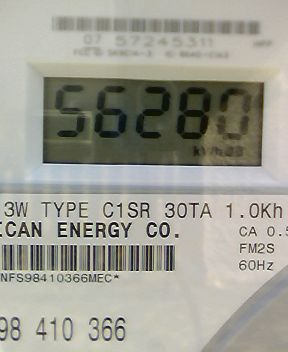 07 57245311
56280
kWh
3W TYPE C1SR 30TA 1.0Kh
ICAN ENERGY CO.
CA 0.5
FM2S
60Hz
NFS98410366MEC*
98 410 366